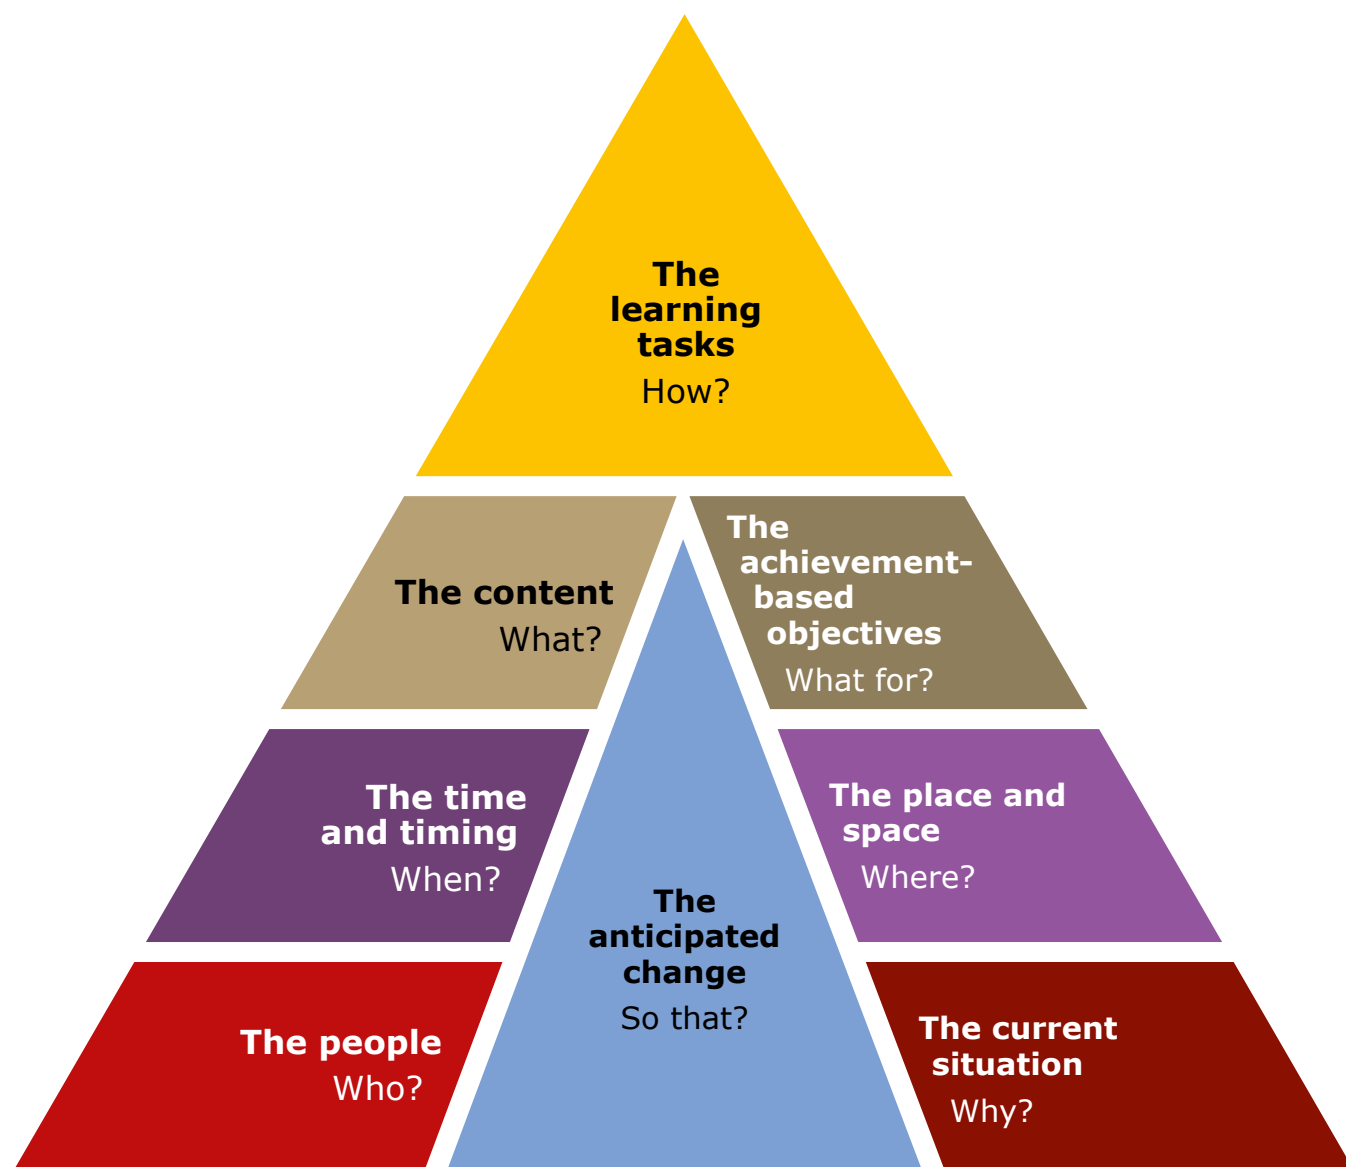 The
learning
tasks
How?
The content
What?
The
achievement-
based
objectives
What for?
The time
and timing
When?
The place and
space
Where?
The
anticipated
change
So that?
The people
Who?
The current
situation
Why?